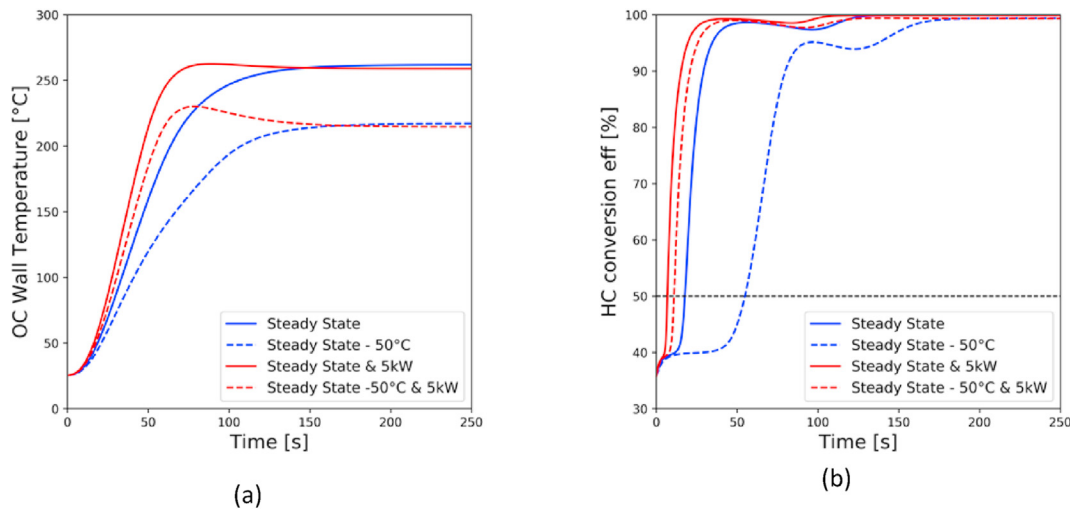 300
250
200
150
100
50
0
OC Wall Temperature [°C]
Steady State
Steady State - 50°C
Steady State & 5kW
Steady State -50°C & 5kW
0 50 100 150 200 250
Time [s]
(a)
100
90
80
70
60
50
40
30
HC conversion eff [%]
Steady State
Steady State - 50°C
Steady State & 5kW
Steady State - 50°C & 5kW
0 50 100 150 200 250
Time [s]
(b)